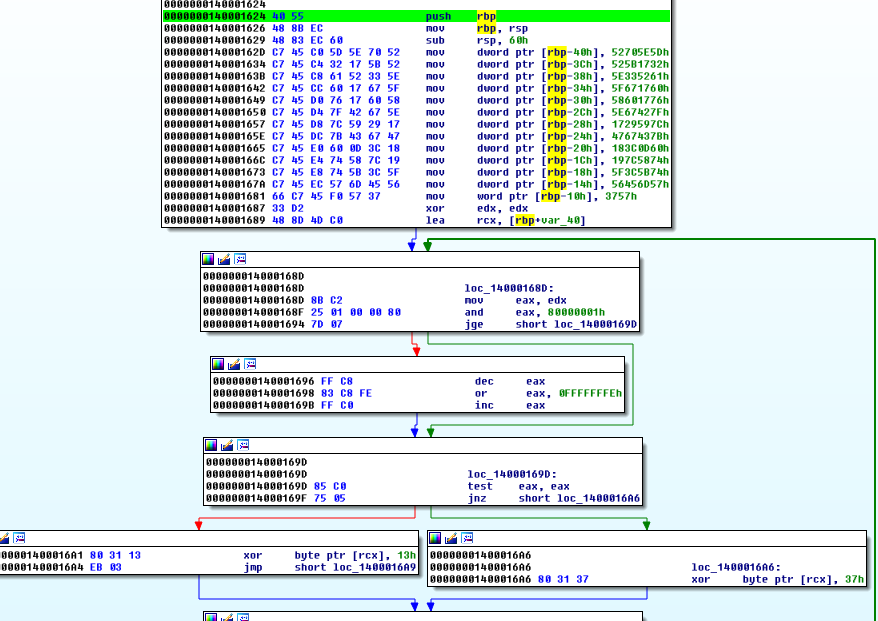 0000000140001624
0000000140001624 40 55 push rbp
0000000140001626 48 8B EC mov rbp, rsp
0000000140001629 48 83 EC 60 sub rsp, 60h
000000014000162D C7 45 C0 5D 5E 70 52 mov dword ptr [rbp-40h], 52705E5Dh
0000000140001634 C7 45 C4 32 17 5B 52 mov dword ptr [rbp-3Ch], 525B1732h
000000014000163B C7 45 C8 61 52 33 5E mov dword ptr [rbp-38h], 5E335261h
0000000140001642 C7 45 CC 60 17 67 5F mov dword ptr [rbp-34h], 5F671760h
0000000140001649 C7 45 D0 76 17 60 58 mov dword ptr [rbp-30h], 58601776h
0000000140001650 C7 45 D4 7F 42 67 5E mov dword ptr [rbp-2Ch], 5E67427Fh
0000000140001657 C7 45 D8 7C 59 29 17 mov dword ptr [rbp-28h], 1729597Ch
000000014000165E C7 45 DC 7B 43 67 47 mov dword ptr [rbp-24h], 4767437Bh
0000000140001665 C7 45 E0 60 0D 3C 18 mov dword ptr [rbp-20h], 183C0D60h
000000014000166C C7 45 E4 74 58 7C 19 mov dword ptr [rbp-1Ch], 197C5874h
0000000140001673 C7 45 E8 74 5B 3C 5F mov dword ptr [rbp-18h], 5F3C5B74h
000000014000167A C7 45 EC 57 6D 45 56 mov dword ptr [rbp-14h], 56456D57h
0000000140001681 66 C7 45 F0 57 37 mov word ptr [rbp-10h], 3757h
0000000140001687 33 D2 xor edx, edx
0000000140001689 48 8D 4D C0 lea rcx, [rbp+var_40]
000000014000168D
000000014000168D loc_14000168D:
000000014000168D 8B C2 mov eax, edx
000000014000168F 25 01 00 00 80 and eax, 80000001h
0000000140001694 7D 07 jge short loc_14000169D
0000000140001696 FF C8 dec eax
0000000140001698 83 C8 FE or eax, 0FFFFFFFEh
000000014000169B FF C0 inc eax
000000014000169D
000000014000169D loc_14000169D:
000000014000169D 85 C0 test eax, eax
000000014000169F 75 05 jnz short loc_1400016A6
00001400016A1 80 31 13 xor byte ptr [rcx], 13h
00001400016A4 EB 03 jmp short loc_1400016A9
00000001400016A6
00000001400016A6 loc_1400016A6:
00000001400016A6 80 31 37 xor byte ptr [rcx], 37h